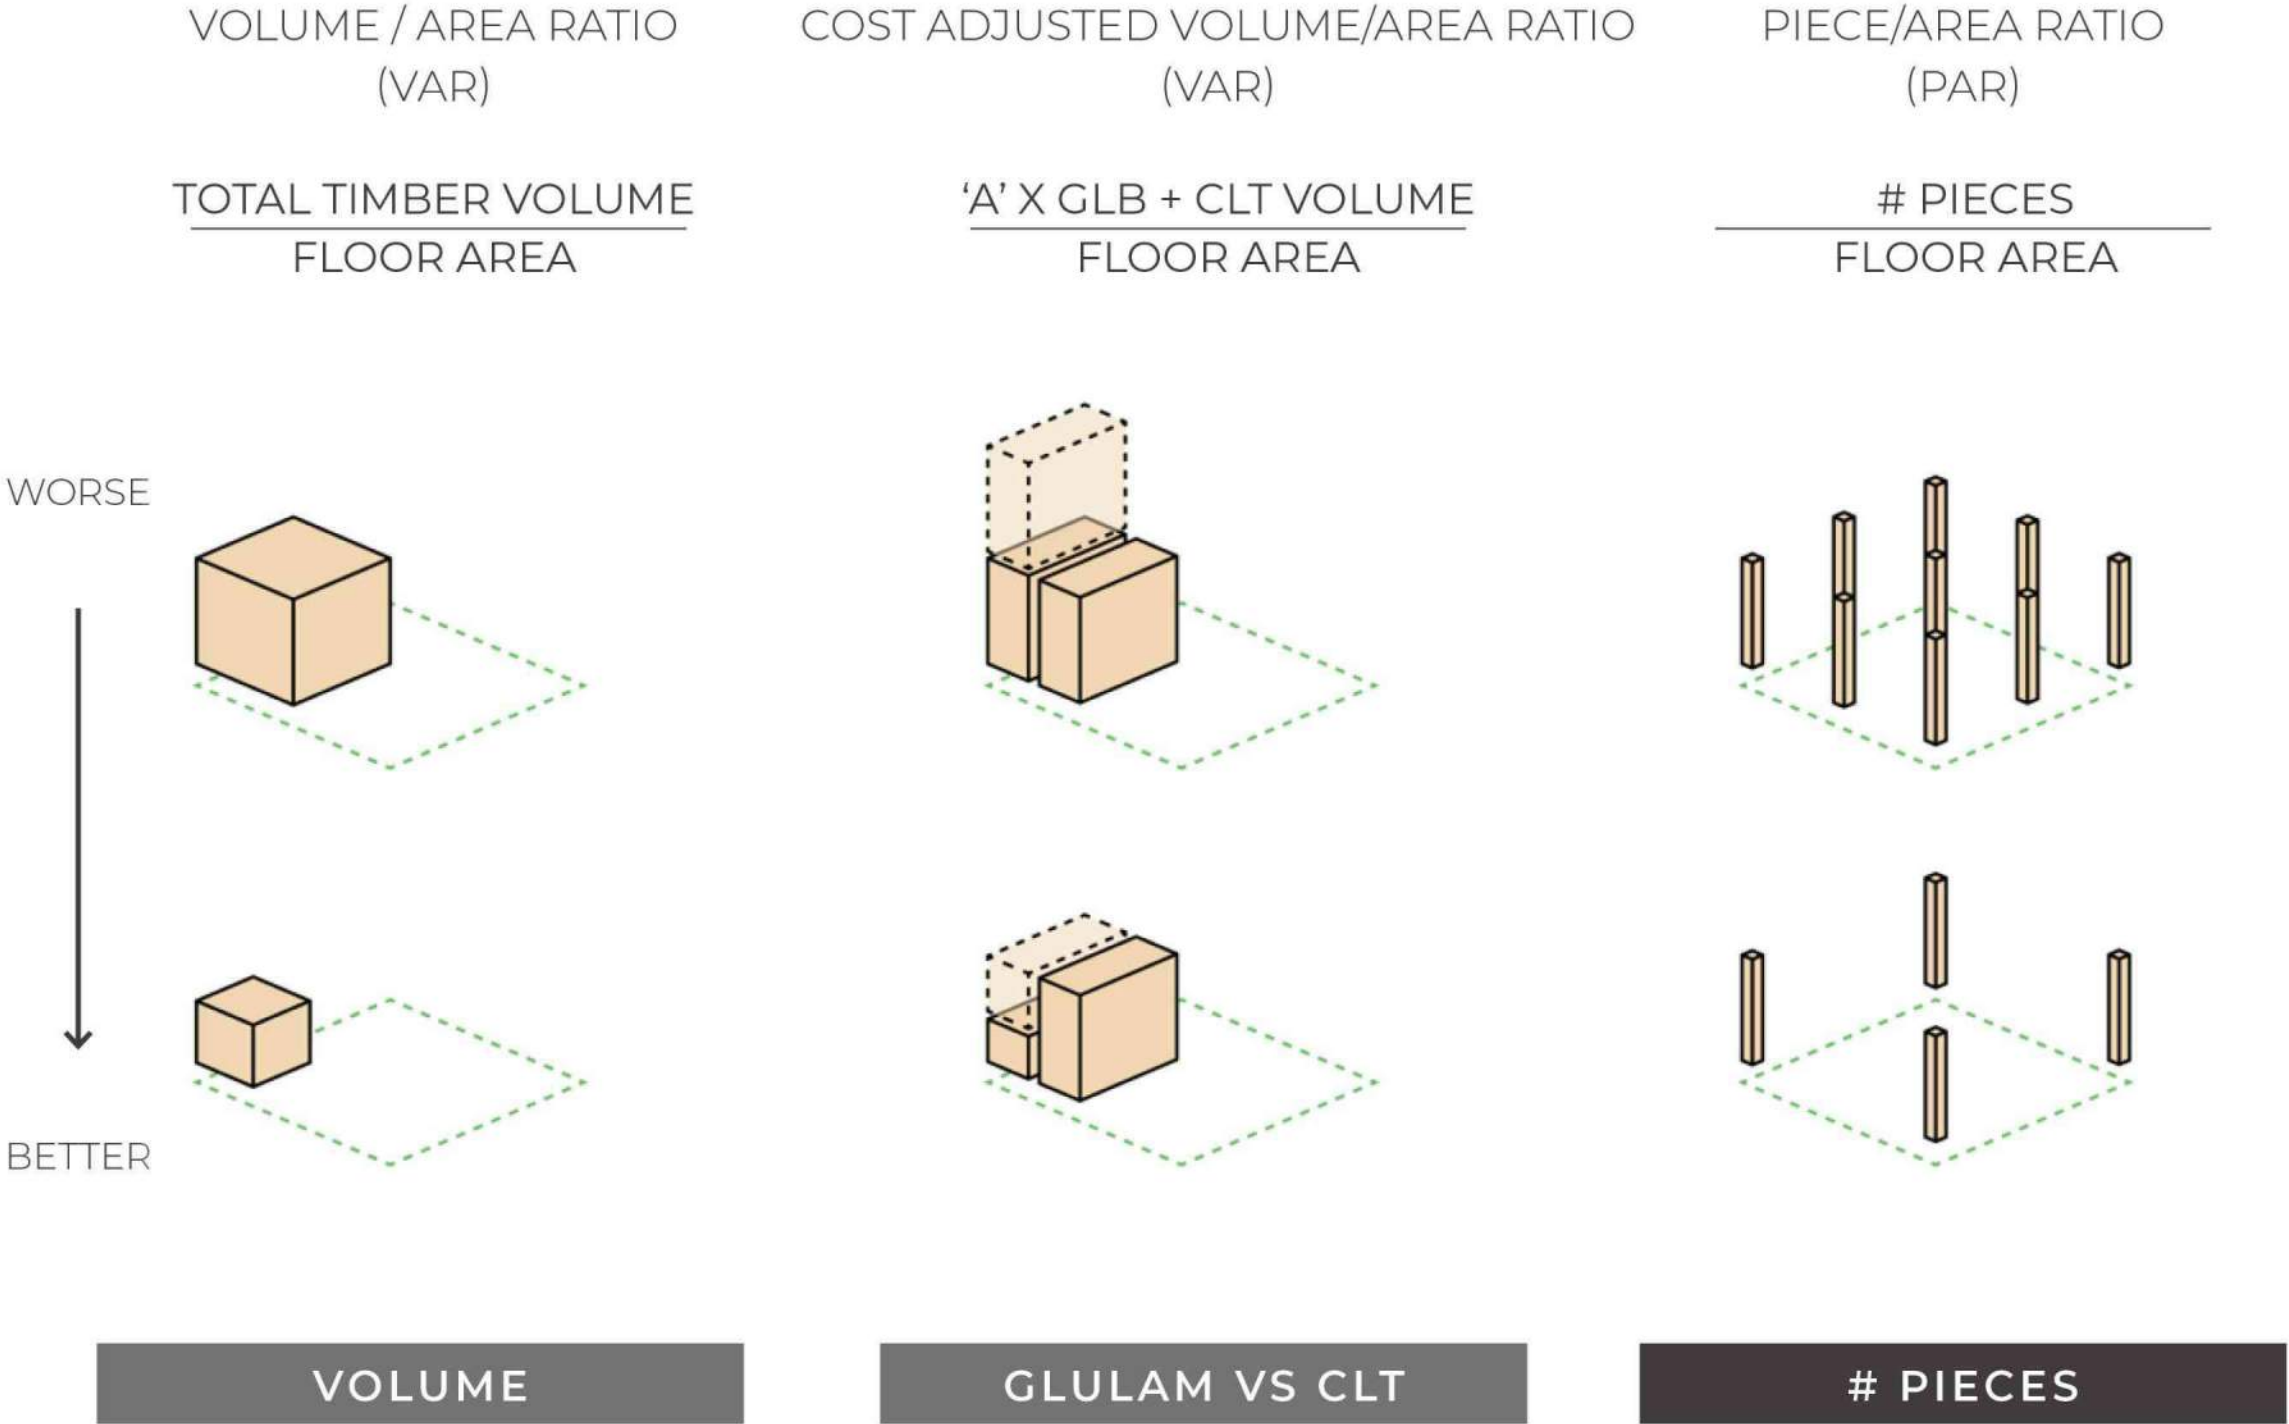 VOLUME / AREA RATIO
(VAR)
TOTAL TIMBER VOLUME
FLOOR AREA
COST ADJUSTED VOLUME/AREA RATIO
(VAR)
‘A’ X GLB + CLT VOLUME
FLOOR AREA
PIECE/AREA RATIO
(PAR)
# PIECES
FLOOR AREA
WORSE
BETTER
VOLUME
GLULAM VS CLT
# PIECES